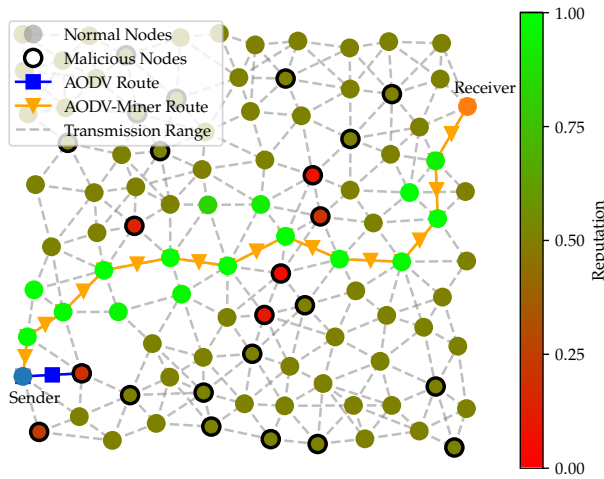 Normal Nodes
Malicious Nodes
AODV Route
AODV-Miner Route
Transmission Range
Receiver
Sender
1.00
0.75
0.50
0.25
0.00
Reputation